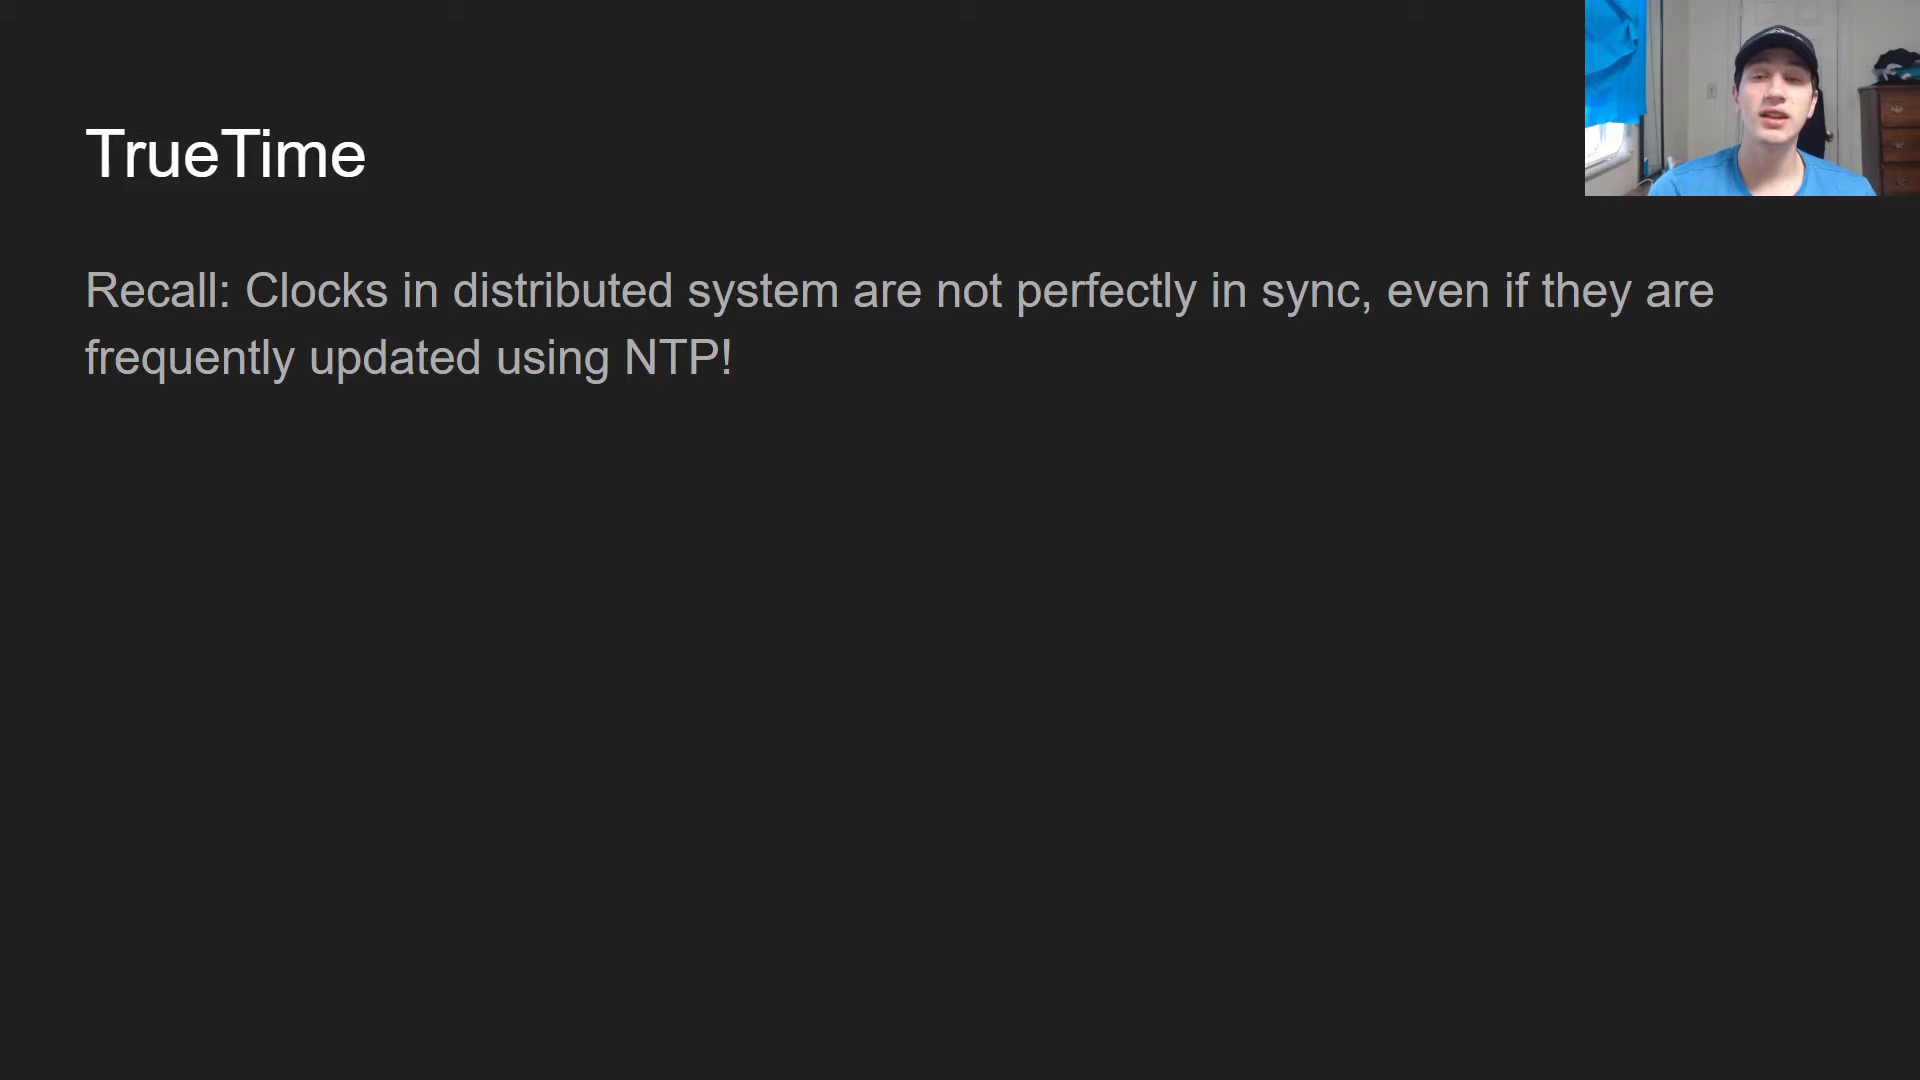 TrueTime
Recall: Clocks in distributed system are not perfectly in sync, even if they are
frequently updated using NTP!